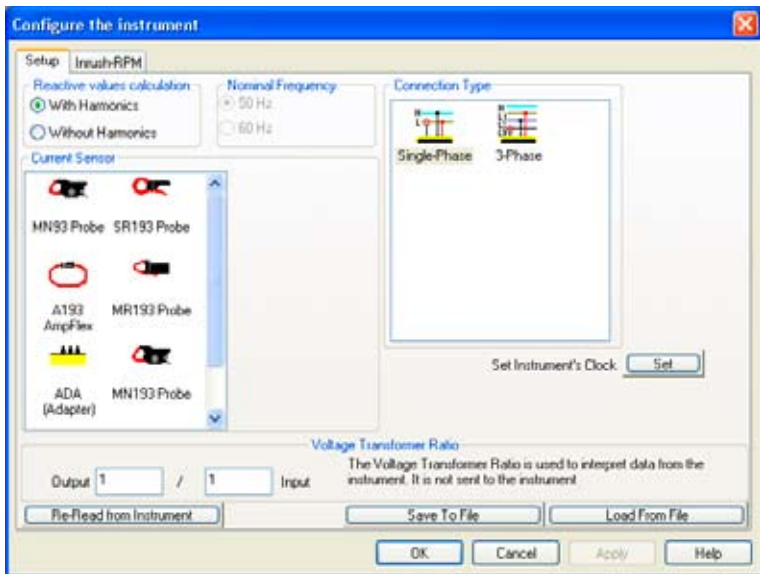 Configure the instrument
Setup
Inrush-RPM
Reactive values calculation
With Harmonics
Without Harmonics
Nominal Frequency
50 Hz
60 Hz
Connection Type
Single-Phase
3-Phase
Current Sensor
MN93 Probe
SR193 Probe
A193
AmpFlex
MR193 Probe
ADA
(Adapter)
MN193 Probe
Set Instrument's Clock
Set
Voltage Transformer Ratio
Output
1
/
1
Input
The Voltage Transformer Ratio is used to interpret data from the
instrument. It is not sent to the instrument
Re-Read from Instrument
Save To File
Load From File
OK
Cancel
Apply
Help